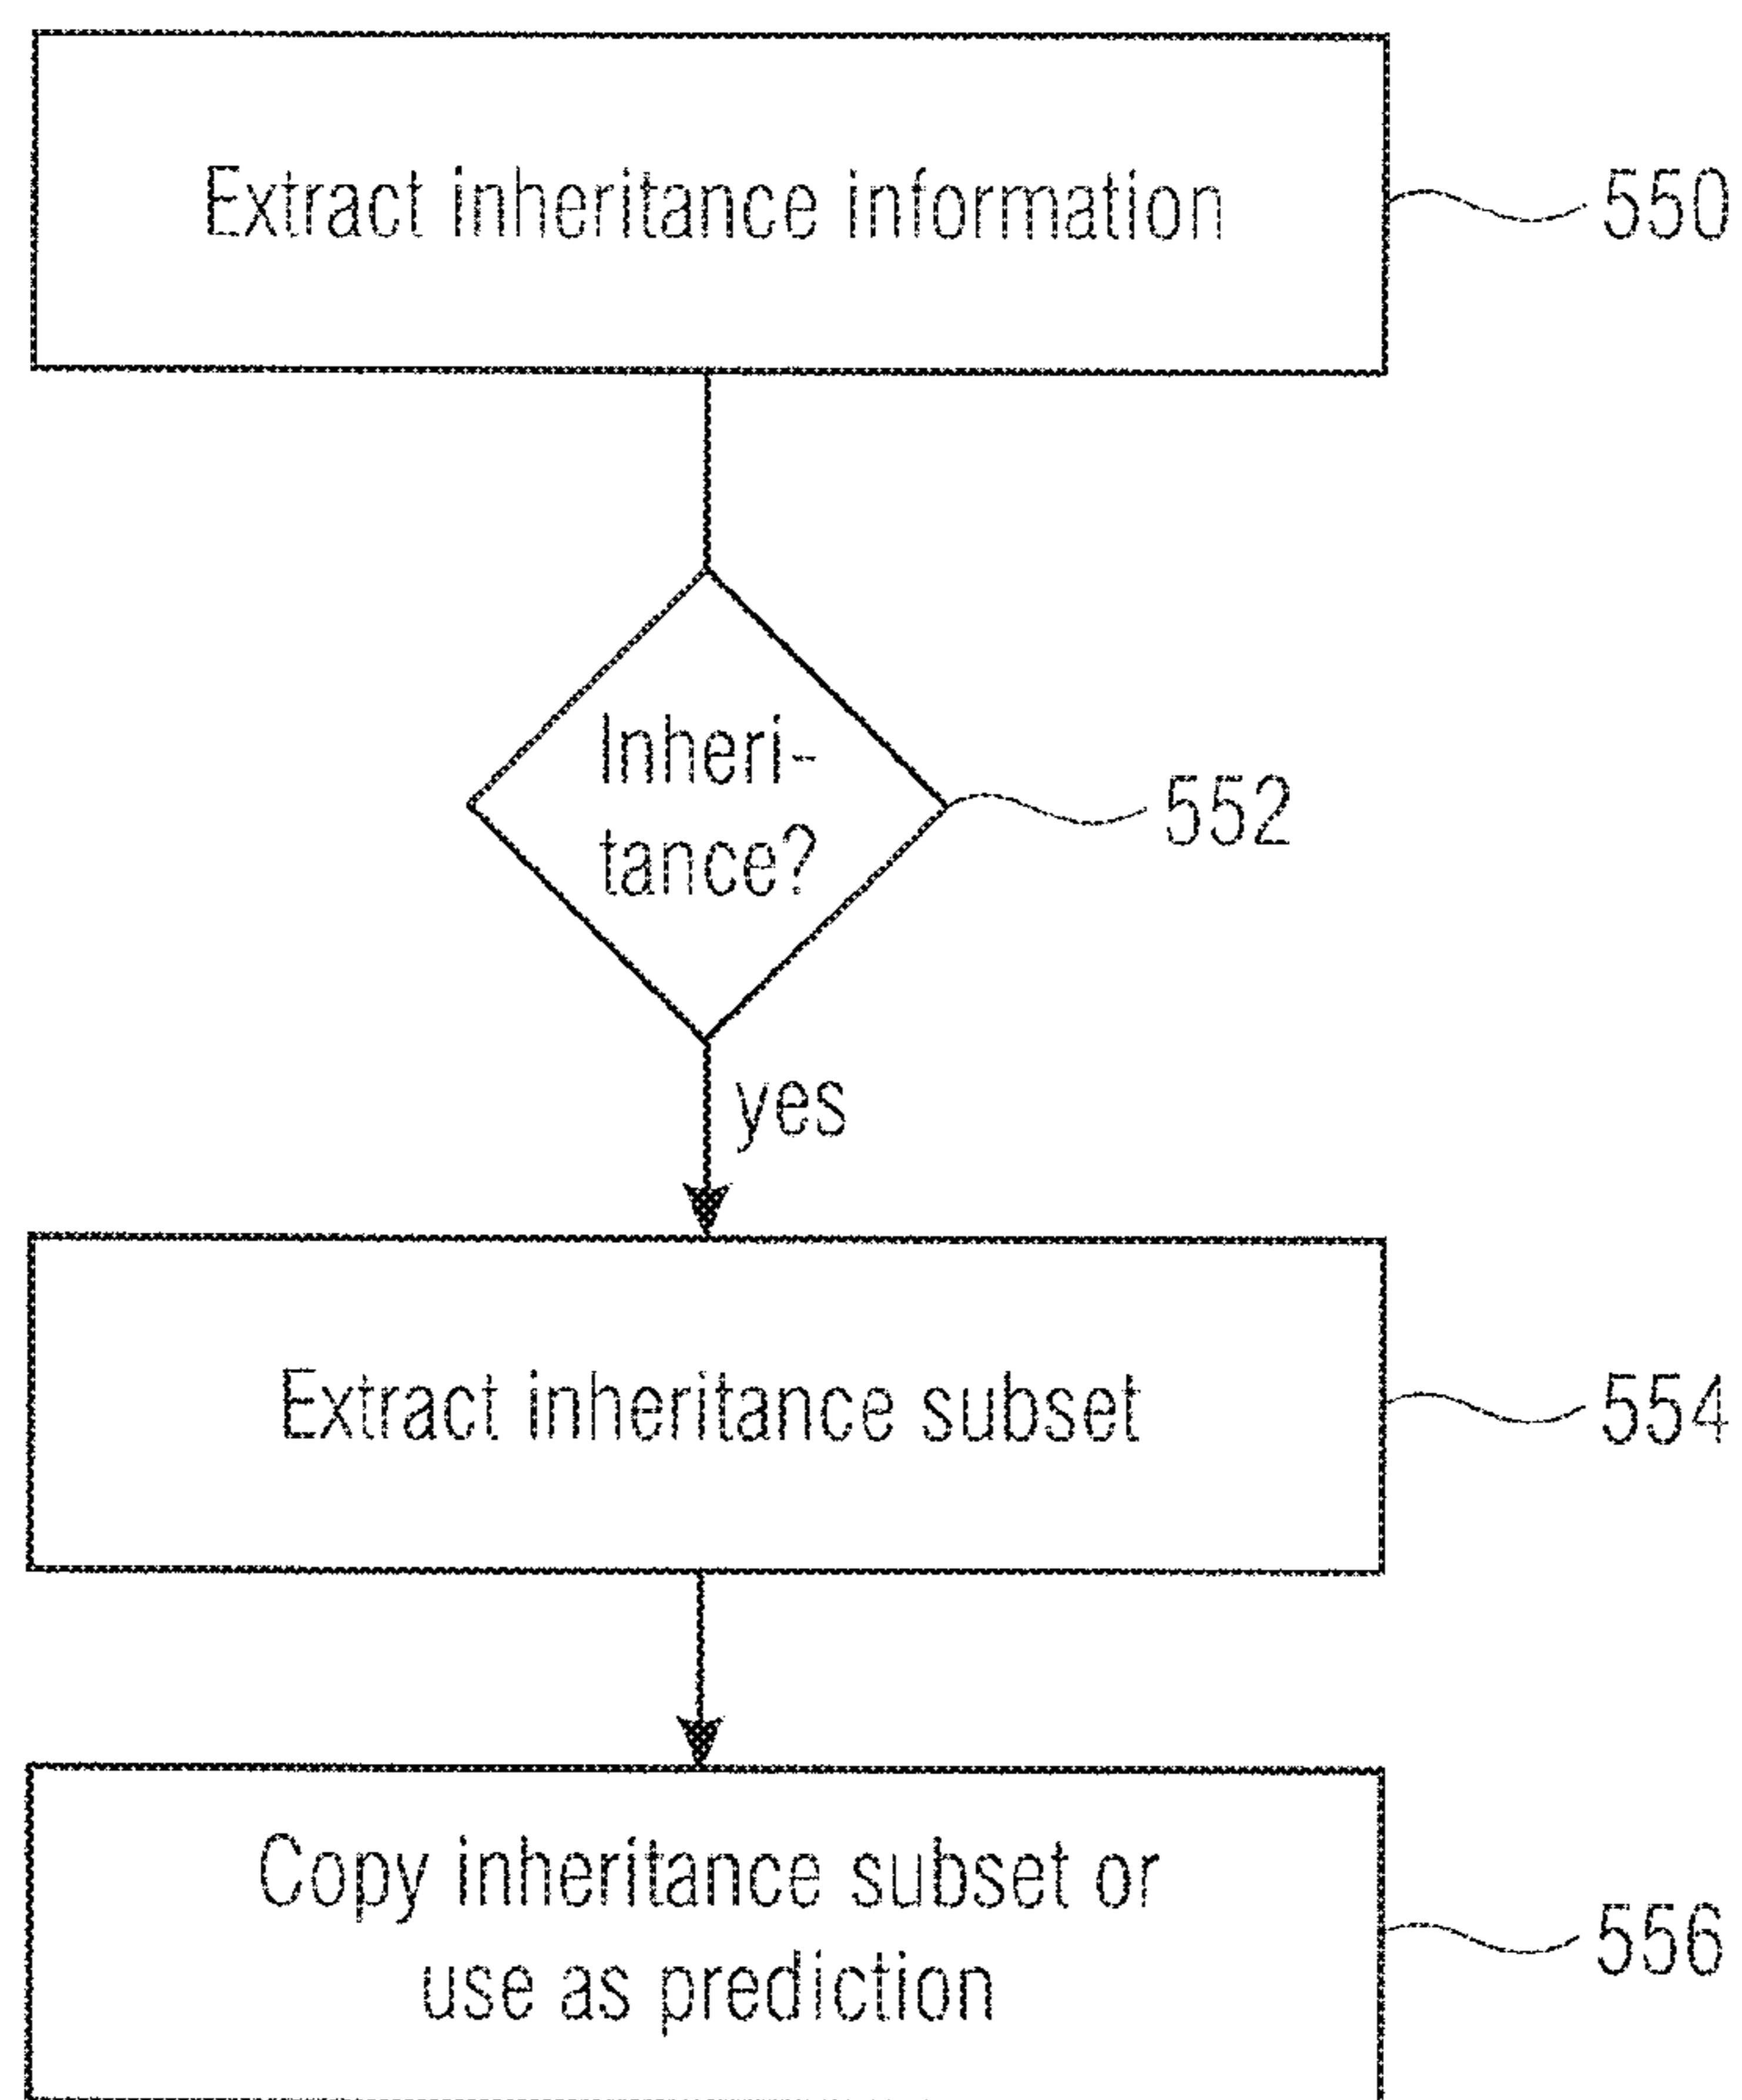 Extract inheritance information
550
Inheri-
tance?
552
yes
Extract inheritance subset
554
Copy inheritance subset or
use as prediction
556